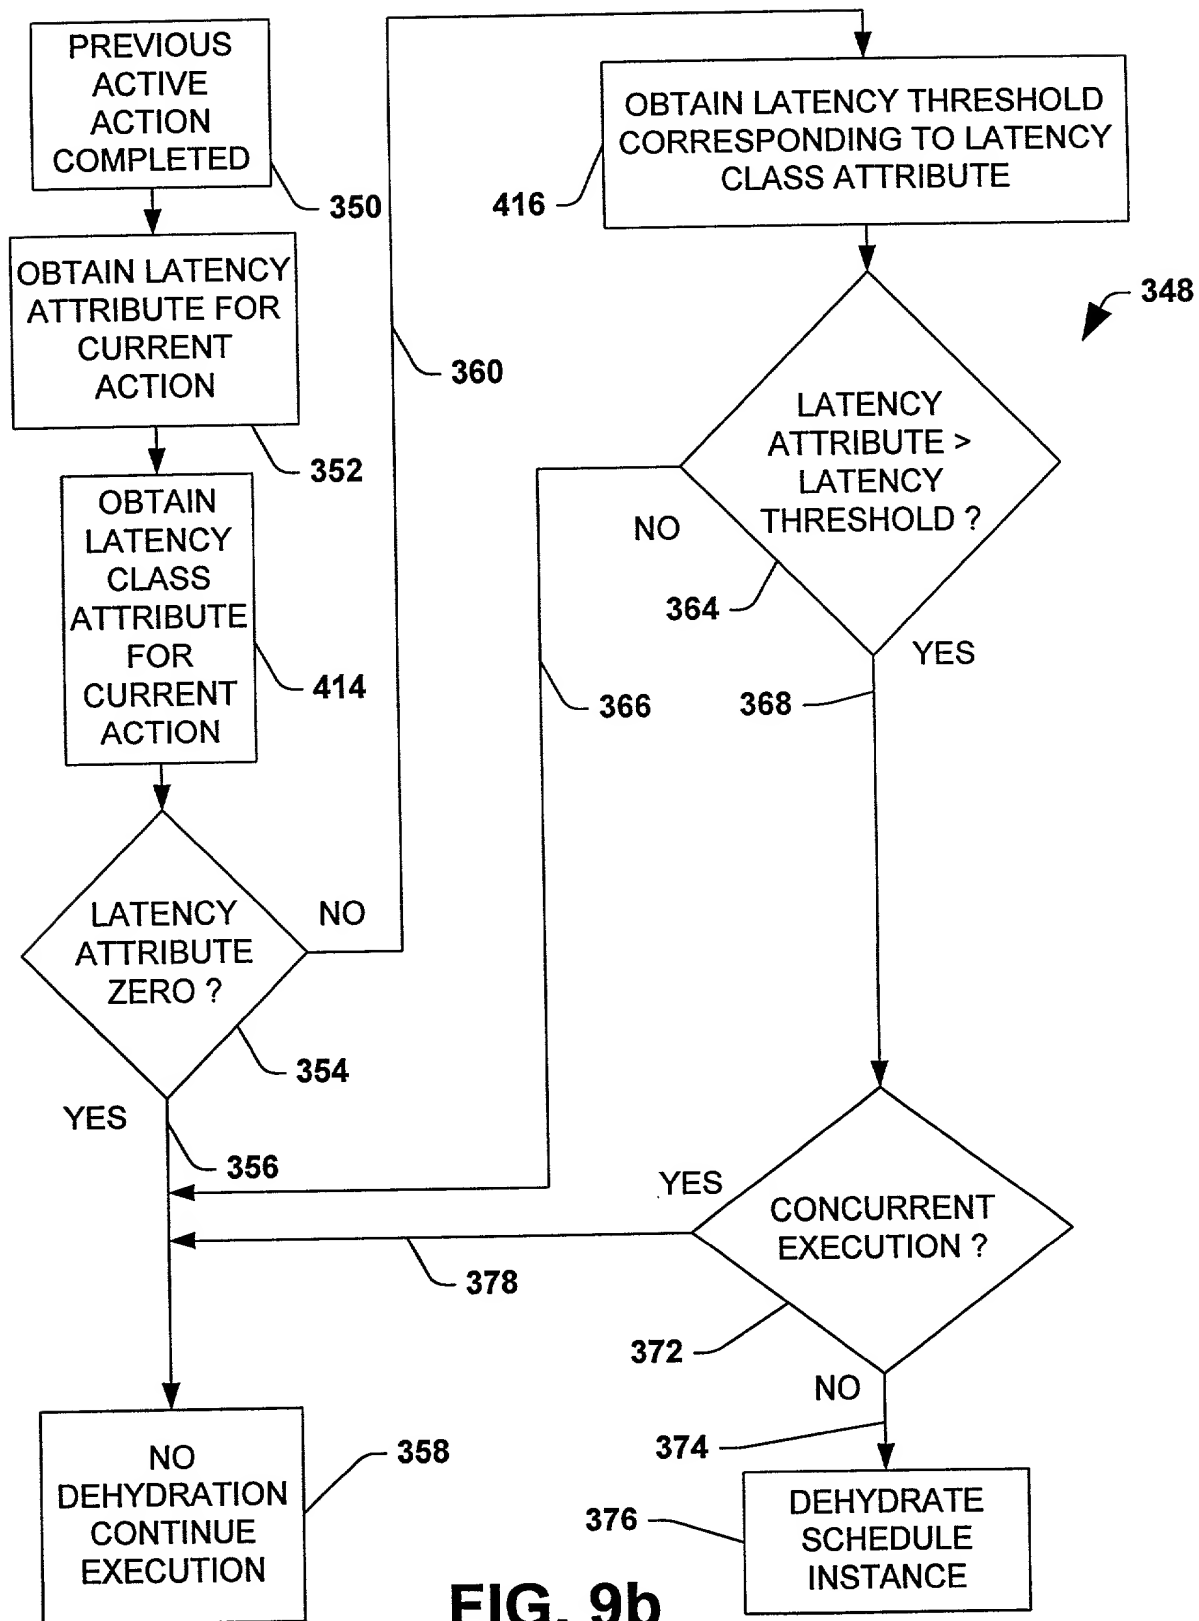 PREVIOUS
ACTIVE
ACTION
COMPLETED
350
OBTAIN LATENCY
ATTRIBUTE FOR
CURRENT
ACTION
352
OBTAIN
LATENCY
CLASS
ATTRIBUTE
FOR
CURRENT
ACTION
414
LATENCY
ATTRIBUTE
ZERO ?
NO
354
YES
356
360
OBTAIN LATENCY THRESHOLD
CORRESPONDING TO LATENCY
CLASS ATTRIBUTE
416
348
LATENCY
ATTRIBUTE >
LATENCY
THRESHOLD ?
NO
364
YES
366
368
CONCURRENT
EXECUTION ?
YES
378
372
NO
374
NO
DEHYDRATION
CONTINUE
EXECUTION
358
376
DEHYDRATE
SCHEDULE
INSTANCE
FIG. 9b